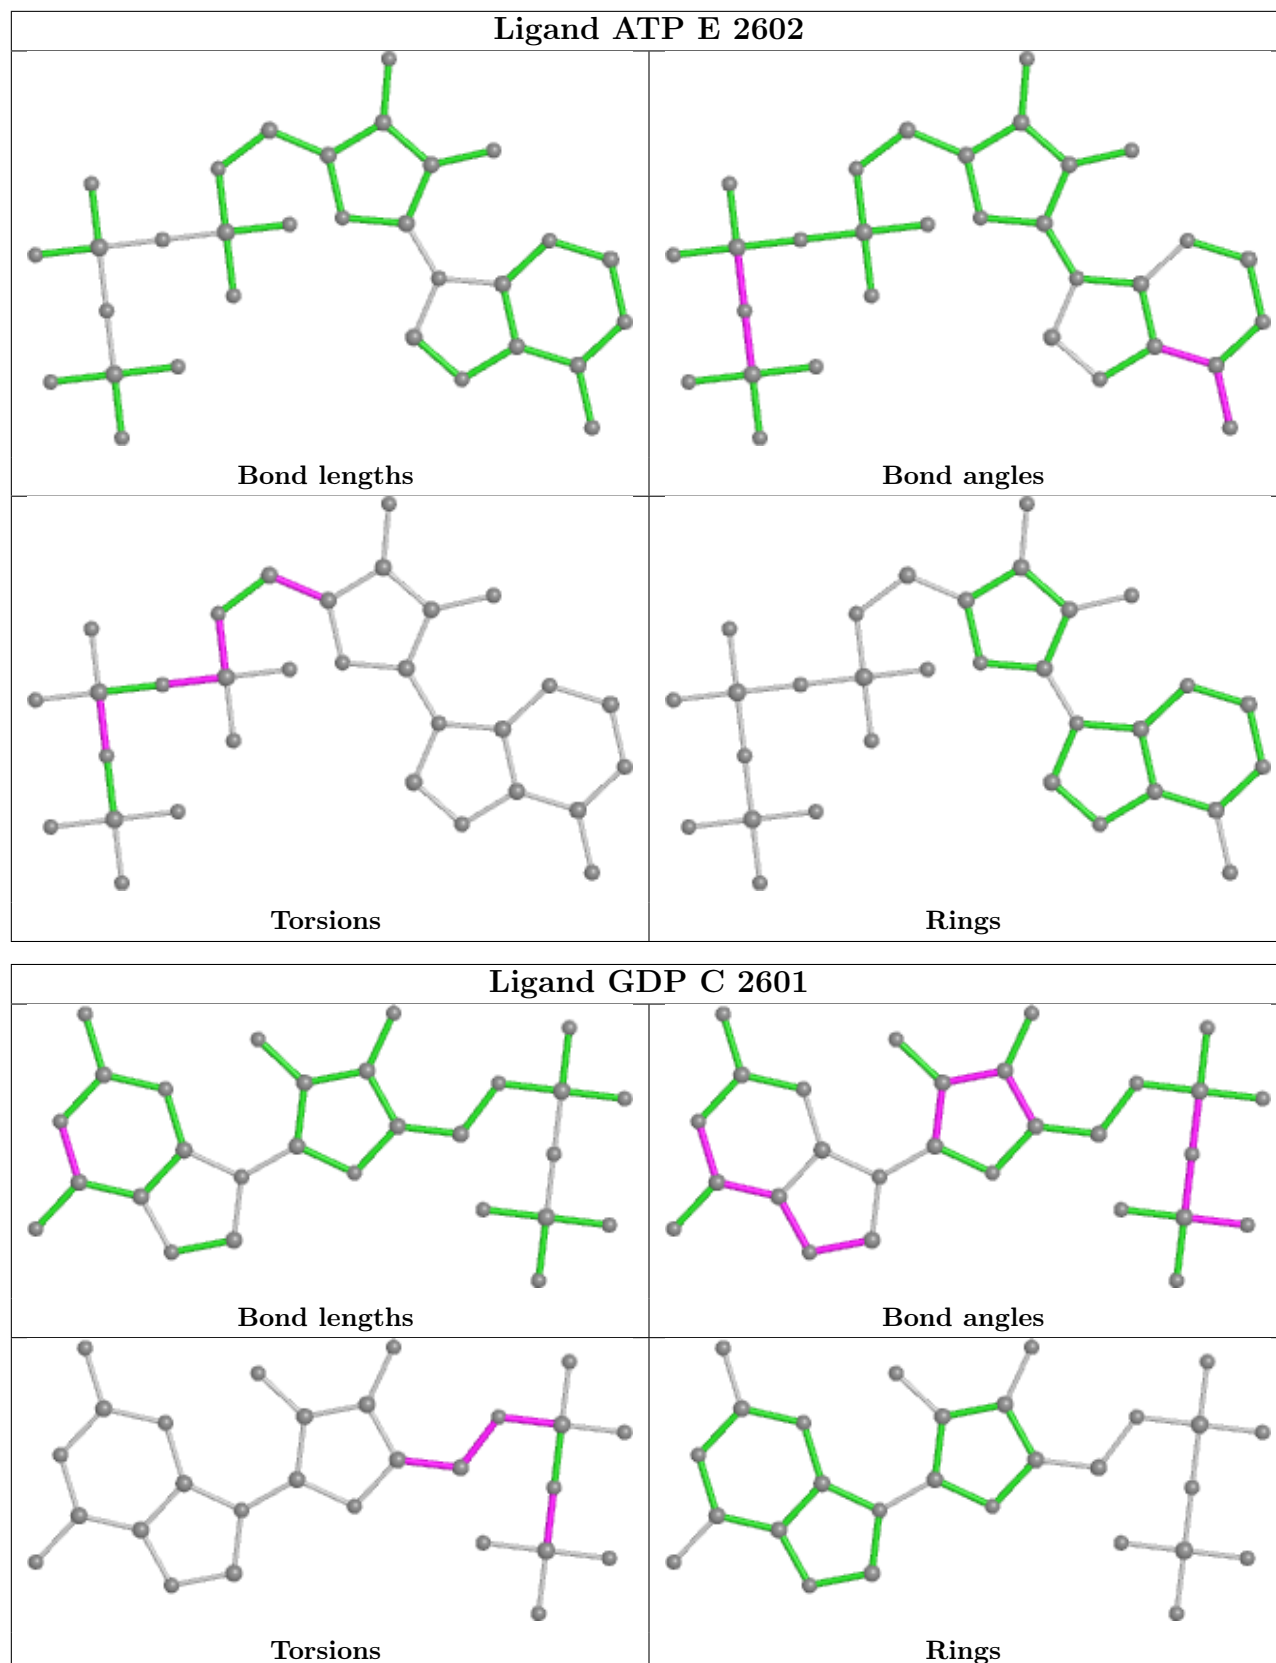 Ligand ATP E 2602
Bond lengths
Bond angles
Torsions
Rings
Ligand GDP C 2601
Bond lengths
Bond angles
Torsions
Rings